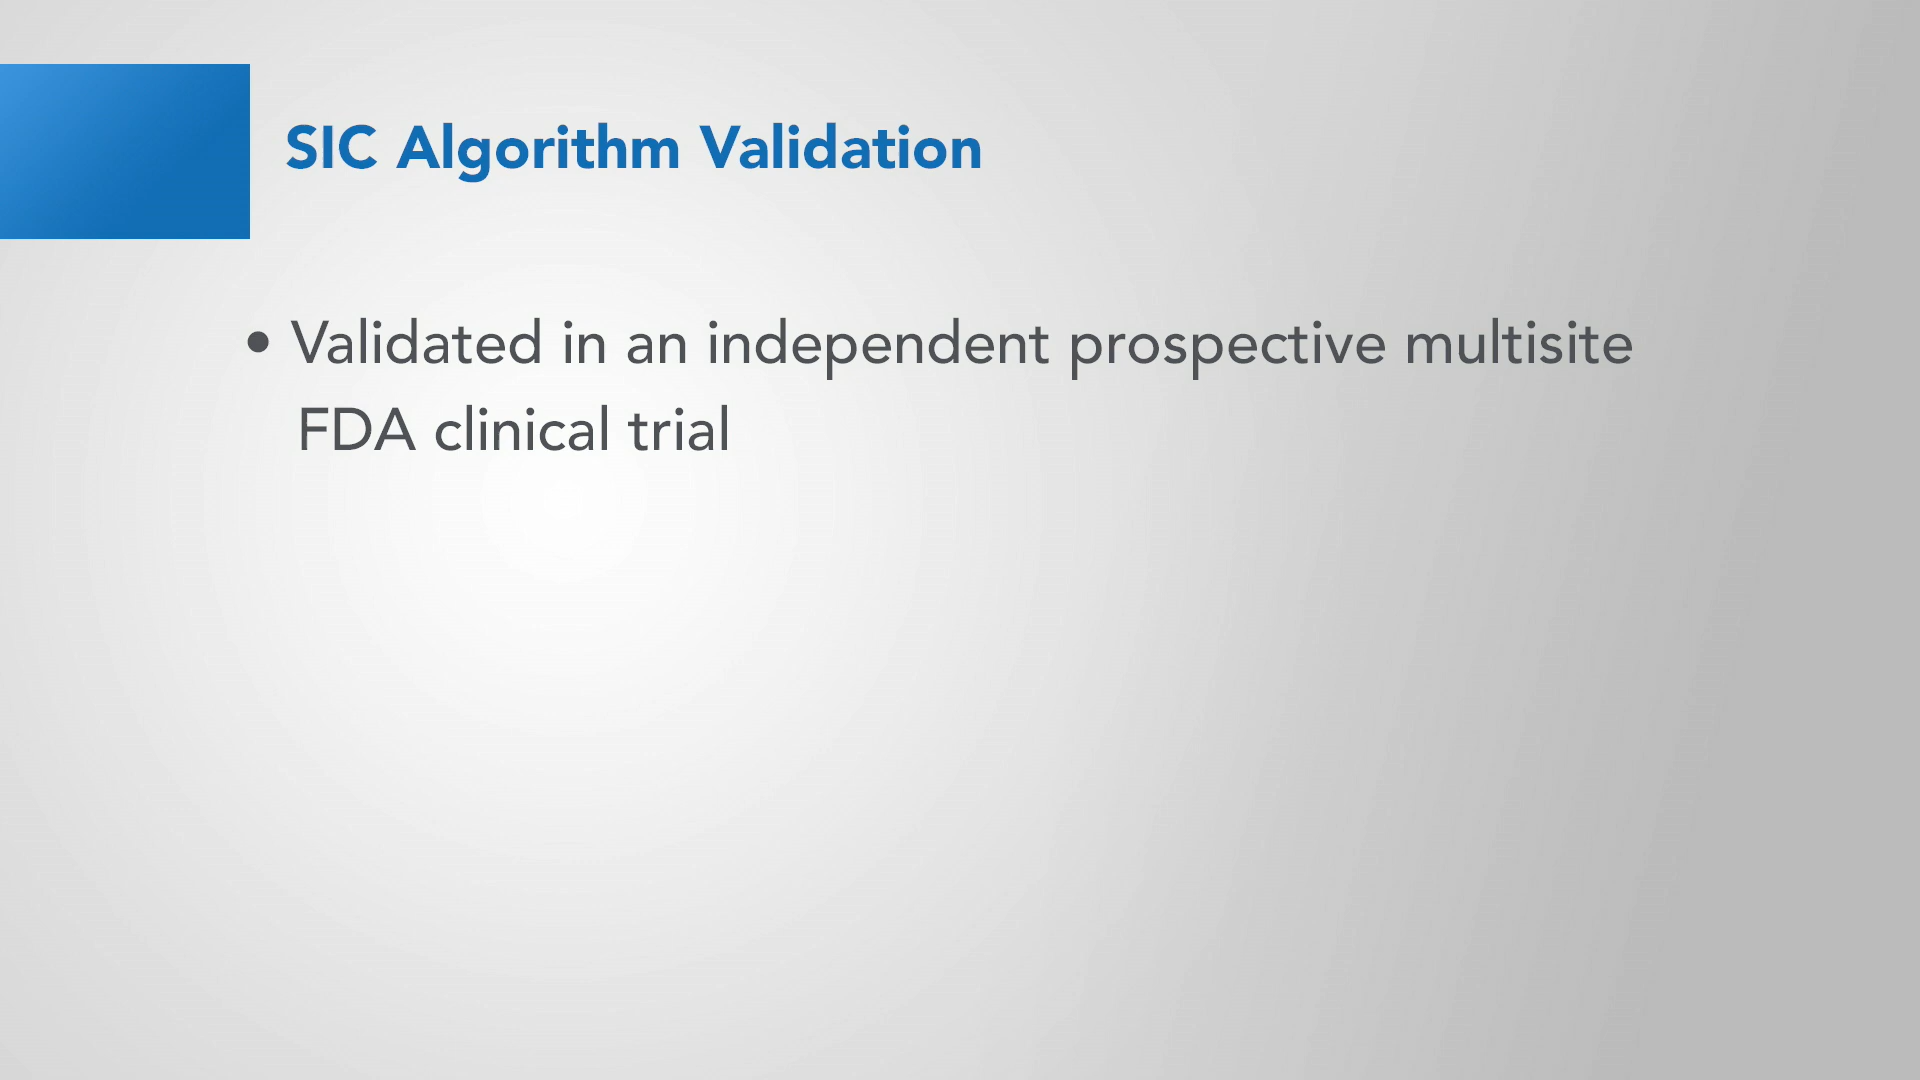 SIC Algorithm Validation
• Validated in an independent prospective multisite
FDA clinical trial